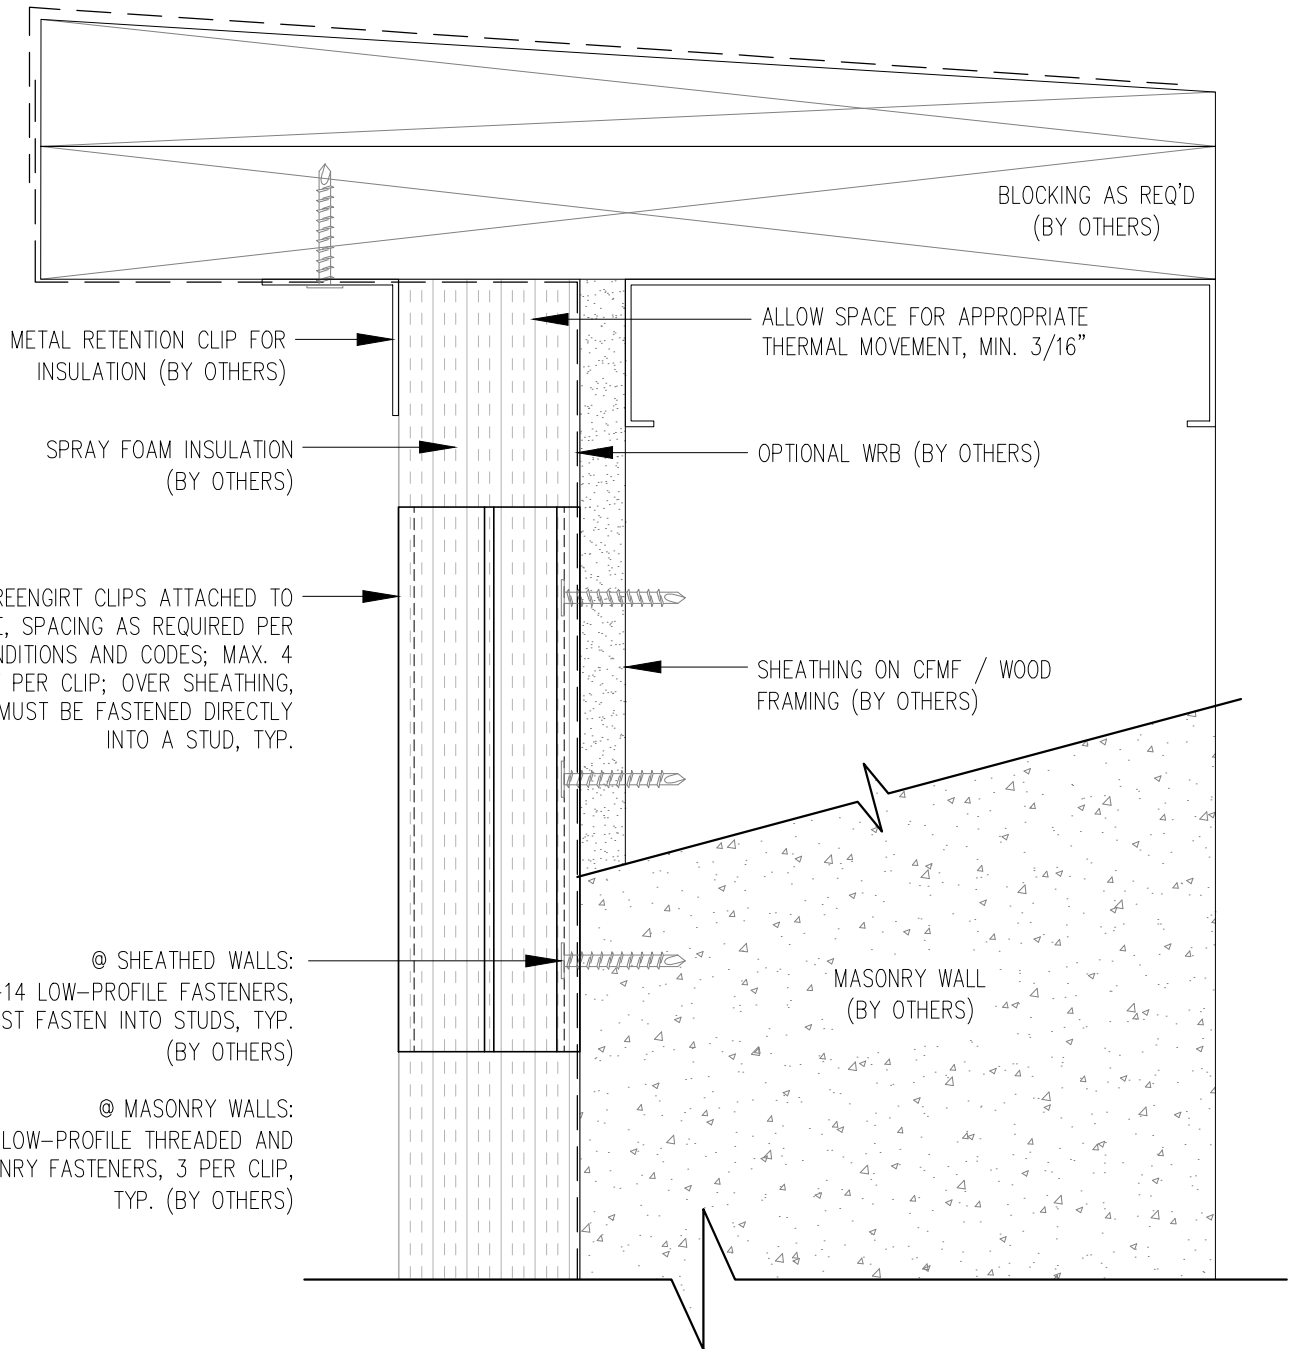 BLOCKING AS REQ'D
(BY OTHERS)
METAL RETENTION CLIP FOR
INSULATION (BY OTHERS)
ALLOW SPACE FOR APPROPRIATE
THERMAL MOVEMENT, MIN. 3/16”
SPRAY FOAM INSULATION
(BY OTHERS)
OPTIONAL WRB (BY OTHERS)
CLIPS ATTACHED TO
SPACING AS REQUIRED PER
AND CODES; MAX. 4
PER CLIP; OVER SHEATHING,
MUST BE FASTENED DIRECTLY
INTO A STUD, TYP.
SHEATHING ON CFMF / WOOD
FRAMING (BY OTHERS)
@ SHEATHED WALLS:
-14 LOW-PROFILE FASTENERS,
FASTEN INTO STUDS, TYP.
(BY OTHERS)
MASONRY WALL
(BY OTHERS)
@ MASONRY WALLS:
LOW-PROFILE THREADED AND
FASTENERS, 3 PER CLIP,
TYP. (BY OTHERS)